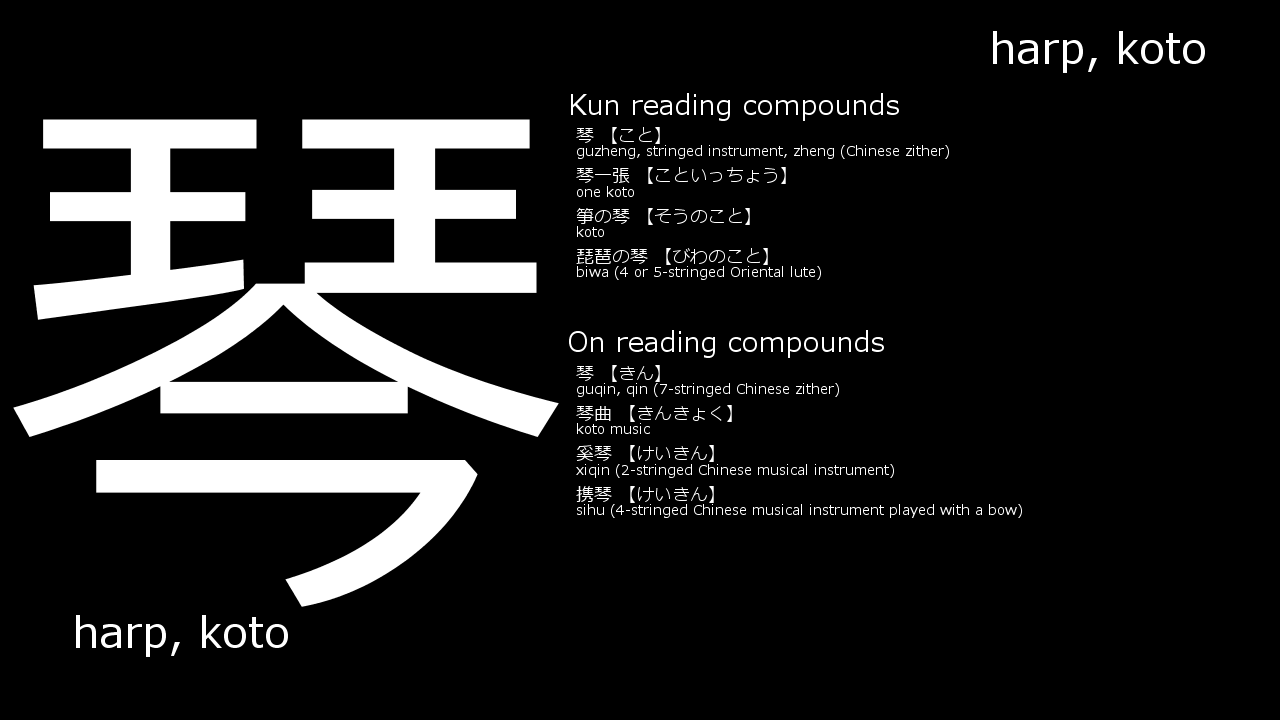 harp, koto
琴
Kun reading compounds
琴 【こと】
guzheng, stringed instrument, zheng (Chinese zither)
琴一張 【こといっちょう】
one koto
箏の琴 【そうのこと】
koto
琵琶の琴 【びわのこと】
biwa (4 or 5-stringed Oriental lute)
On reading compounds
琴 【きん】
guqin, qin (7-stringed Chinese zither)
琴曲 【きんきょく】
koto music
奚琴 【けいきん】
xiqin (2-stringed Chinese musical instrument)
携琴 【けいきん】
sihu (4-stringed Chinese musical instrument played with a bow)
harp, koto